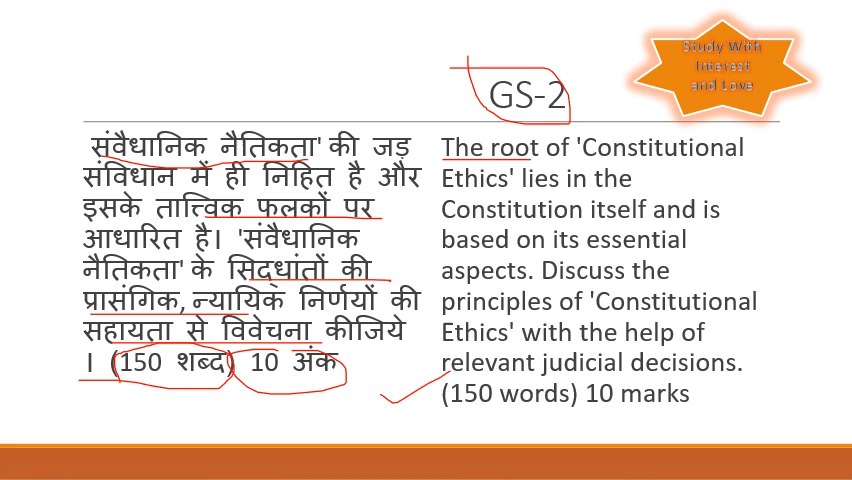 Study With
Interest
and Love
GS-2
संवैधानिक नैतिकता' की जड़
संविधान में ही निहित है और
इसके तात्त्विक फलकों पर
आधारित है। 'संवैधानिक
नैतिकता' के सिद्धांतों की
प्रासंगिक, न्यायिक निर्णयों की
सहायता से विवेचना कीजिये
। (150 शब्द) 10 अंक
The root of 'Constitutional
Ethics' lies in the
Constitution itself and is
based on its essential
aspects. Discuss the
principles of 'Constitutional
Ethics' with the help of
relevant judicial decisions.
(150 words) 10 marks